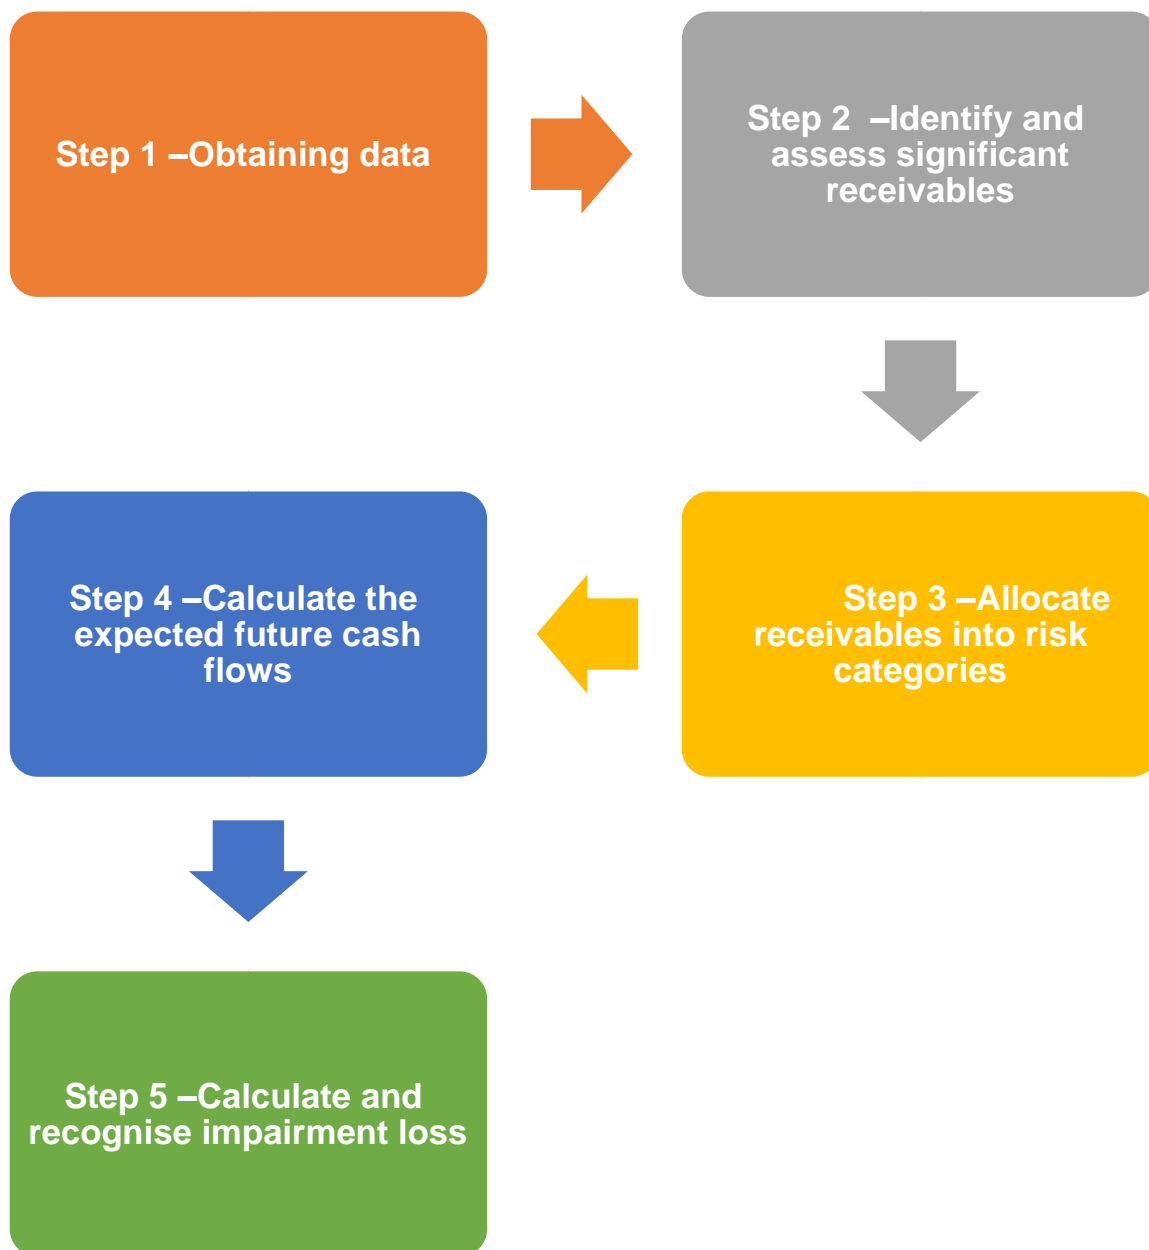 Step 1 –Obtaining data
Step 2  –Identify and
assess significant
receivables
Step 3 –Allocate
receivables into risk
categories
Step 4 –Calculate the
expected future cash
flows
Step 5 –Calculate and
recognise impairment loss